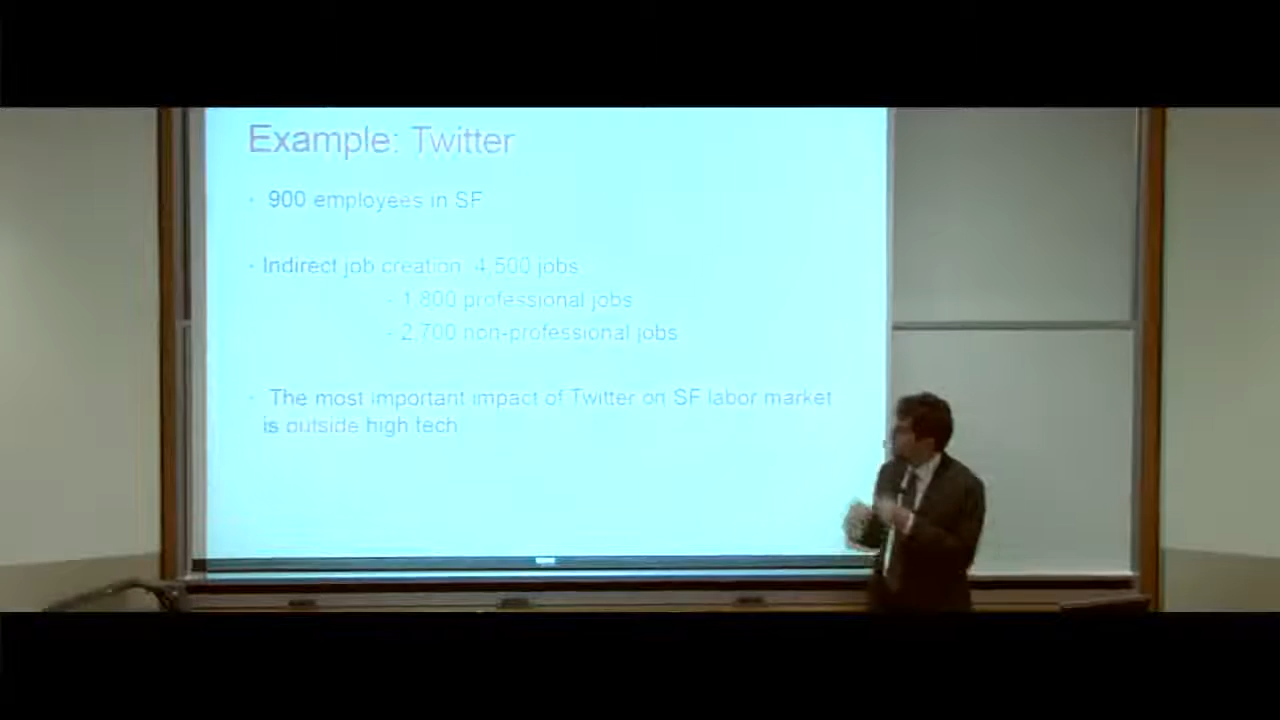 Example: Twitter
- 900 employees in SF
- Indirect job creation: 4,500 jobs
- 1,800 professional jobs
- 2,700 non-professional jobs
- The most important impact of Twitter on SF labor market
is outside high tech